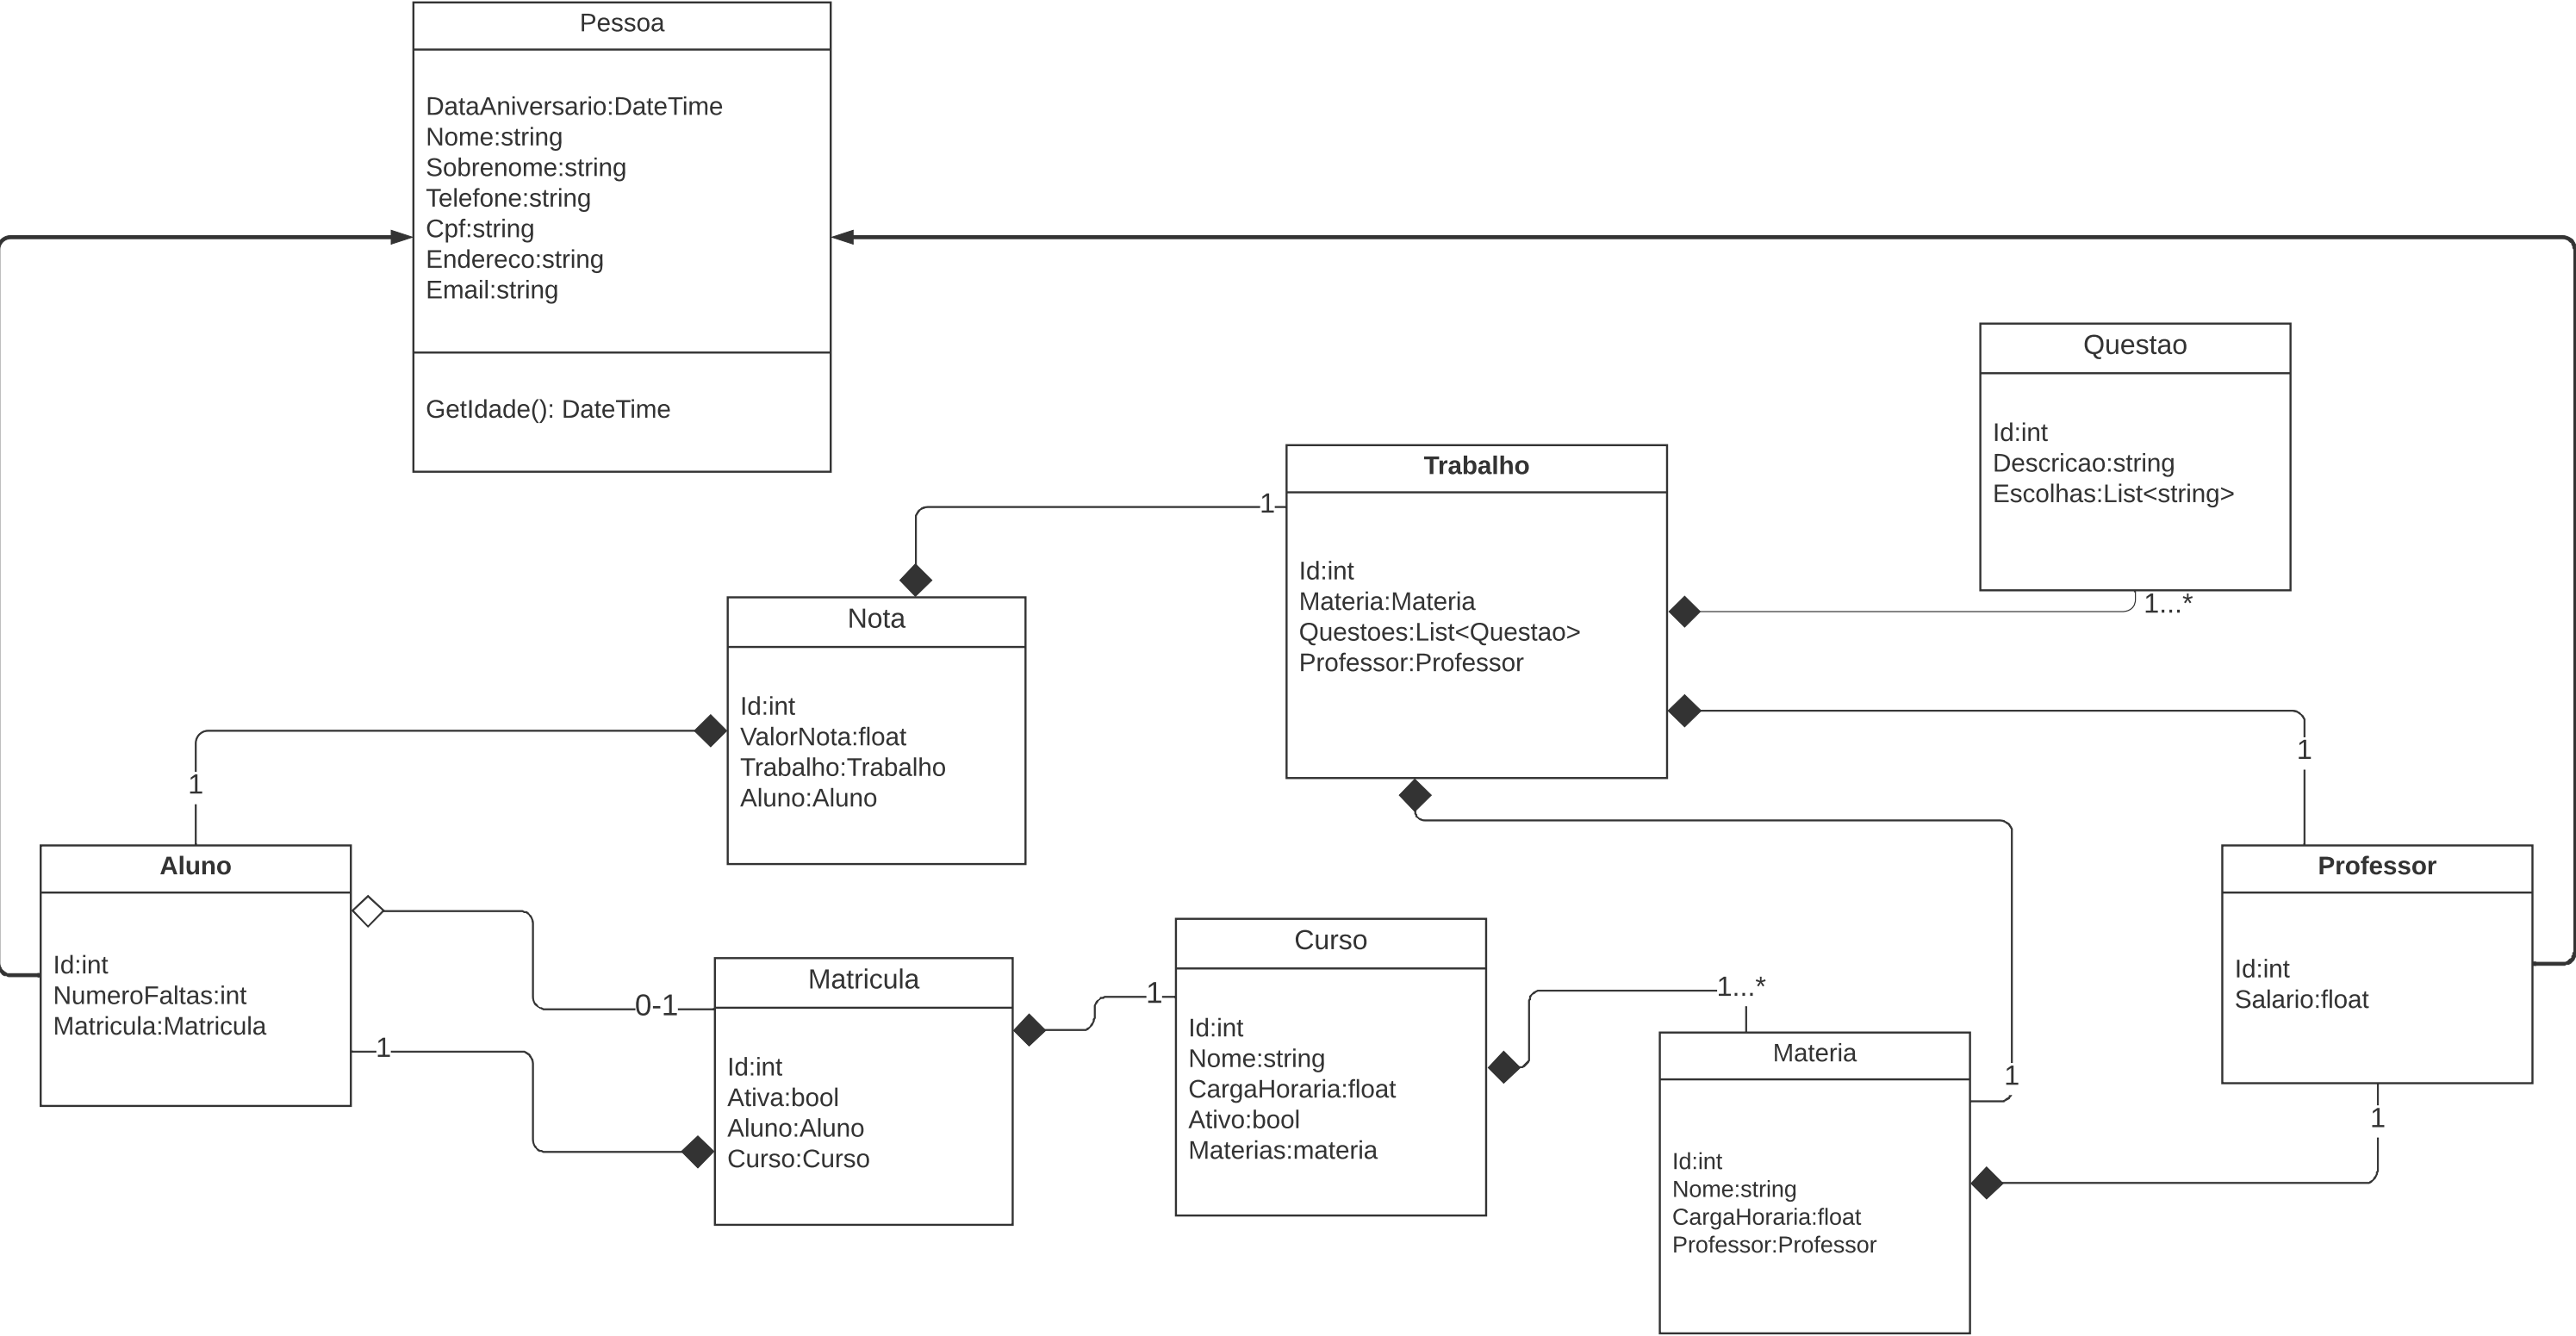 Pessoa
DataAniversario:DateTime
Nome:string
Sobrenome:string
Telefone:string
Cpf:string
Endereco:string
Email:string
GetIdade(): DateTime
Questao
Id:int
Descricao:string
Escolhas:List<string>
1...*
Trabalho
Id:int
Materia:Materia
Questoes:List<Questao>
Professor:Professor
1
Nota
Id:int
ValorNota:float
Trabalho:Trabalho
Aluno:Aluno
1
1
Aluno
Id:int
NumeroFaltas:int
Matricula:Matricula
0-1
1
Matricula
Id:int
Ativa:bool
Aluno:Aluno
Curso:Curso
1
Curso
Id:int
Nome:string
CargaHoraria:float
Ativo:bool
Materias:materia
1...*
Materia
Id:int
Nome:string
CargaHoraria:float
Professor:Professor
1
Professor
Id:int
Salario:float
1